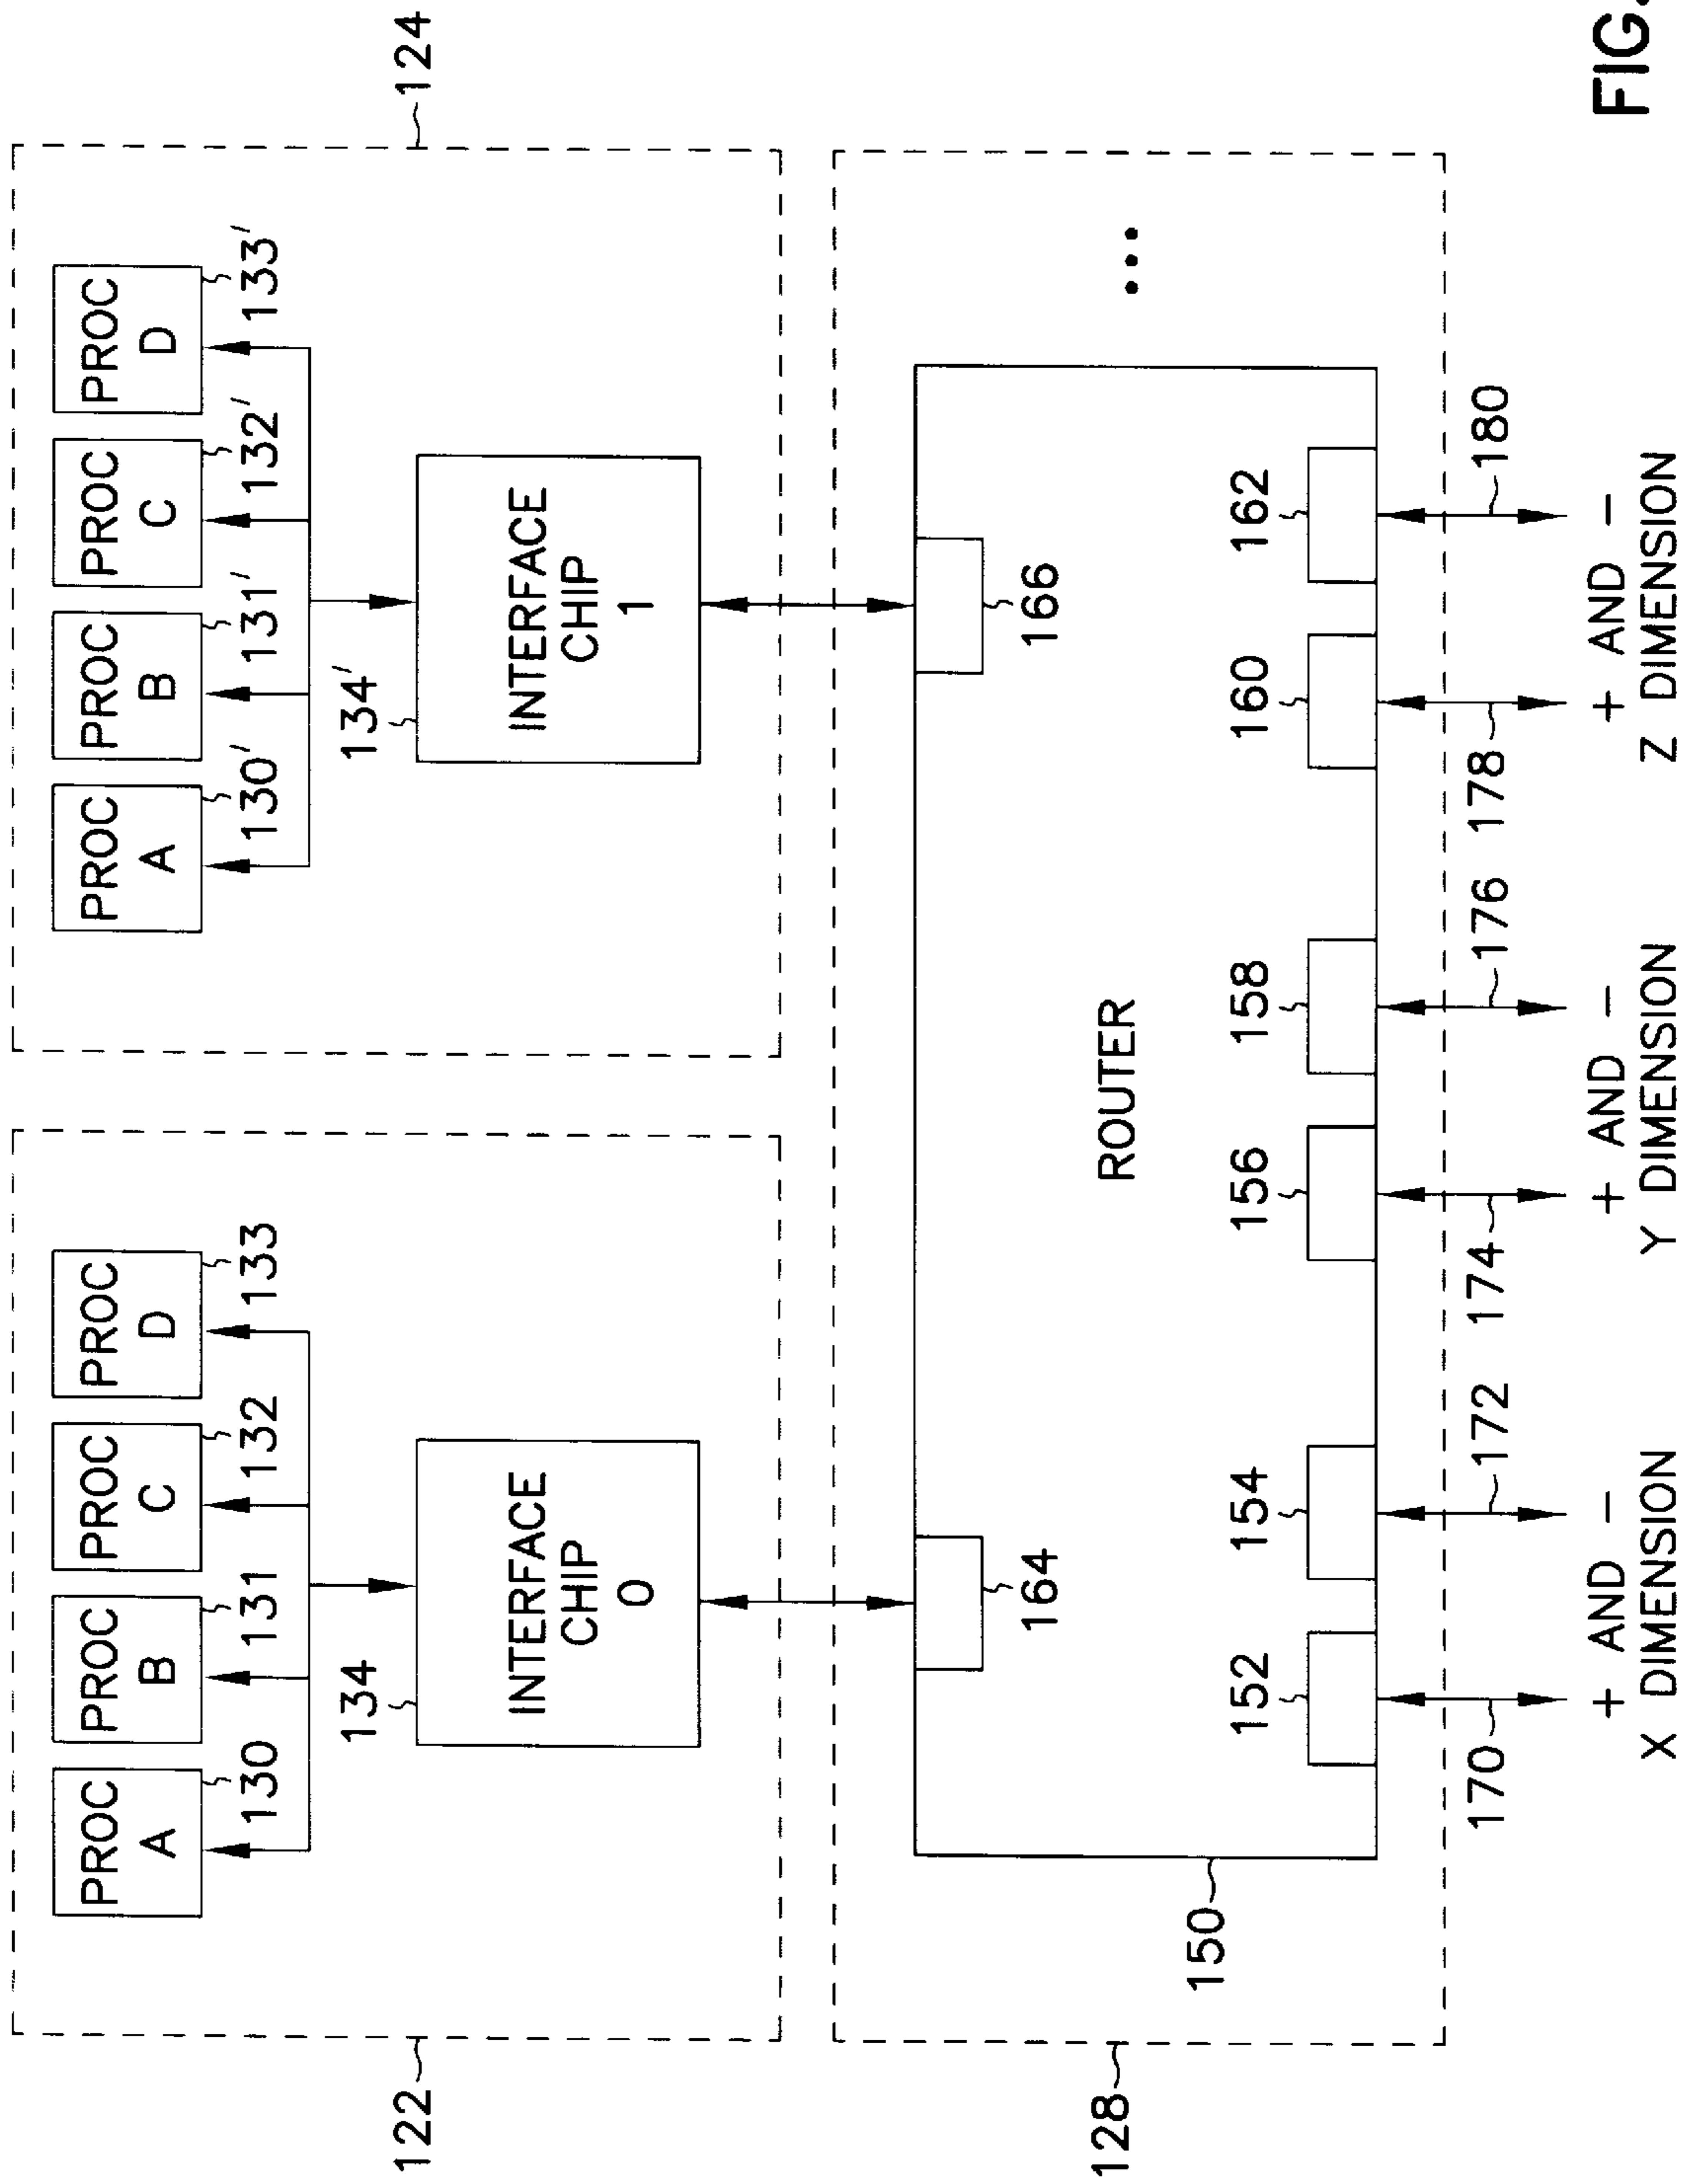 PROC A
PROC B
PROC C
PROC D
130
131
132
133
134
INTERFACE
CHIP
0
122
PROC A
PROC B
PROC C
PROC D
130'
131'
132'
133'
134'
INTERFACE
CHIP
1
124
164
166
ROUTER
...
152
154
156
158
160
162
150
128
170
172
174
176
178
180
+ AND −
X DIMENSION
+ AND −
Y DIMENSION
+ AND −
Z DIMENSION
FIG.